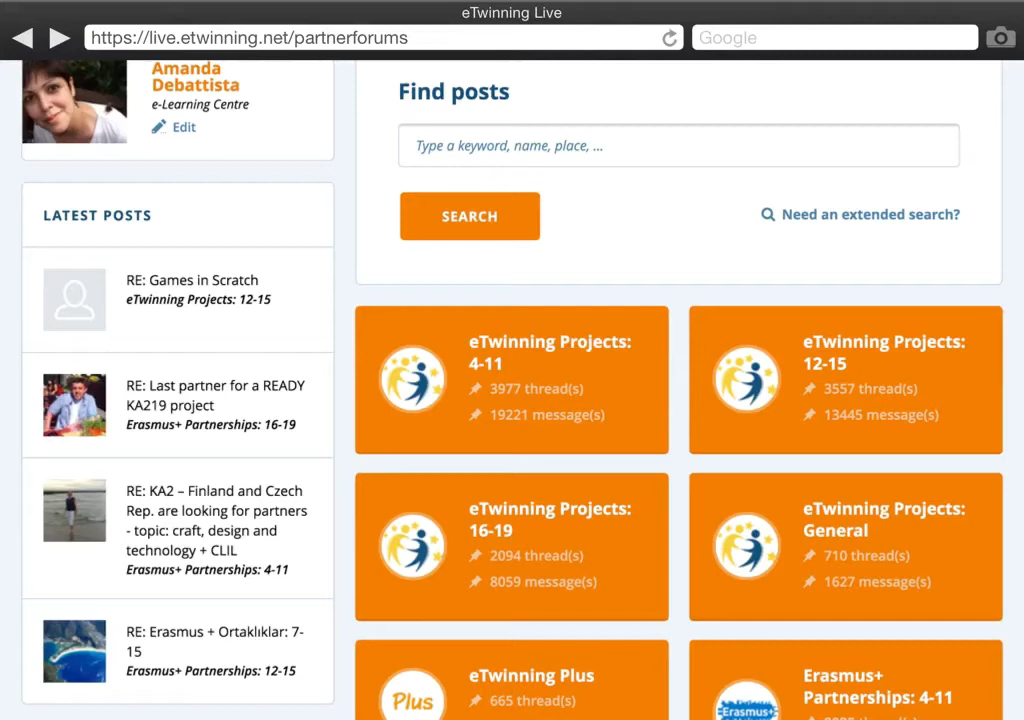 eTwinning Live
https://live.etwinning.net/partnerforums
Google
Amanda
Debattista
e-Learning Centre
Edit
LATEST POSTS
RE: Games in Scratch
eTwinning Projects: 12-15
RE: Last partner for a READY
KA219 project
Erasmus+ Partnerships: 16-19
RE: KA2 – Finland and Czech
Rep. are looking for partners
- topic: craft, design and
technology + CLIL
Erasmus+ Partnerships: 4-11
RE: Erasmus + Ortaklıklar: 7-
15
Erasmus+ Partnerships: 12-15
Find posts
Type a keyword, name, place, ...
SEARCH
Need an extended search?
eTwinning Projects:
4-11
3977 thread(s)
19221 message(s)
eTwinning Projects:
12-15
3557 thread(s)
13445 message(s)
eTwinning Projects:
16-19
2094 thread(s)
8059 message(s)
eTwinning Projects:
General
710 thread(s)
1627 message(s)
Plus
eTwinning Plus
665 thread(s)
Erasmus+
Erasmus+
Partnerships: 4-11